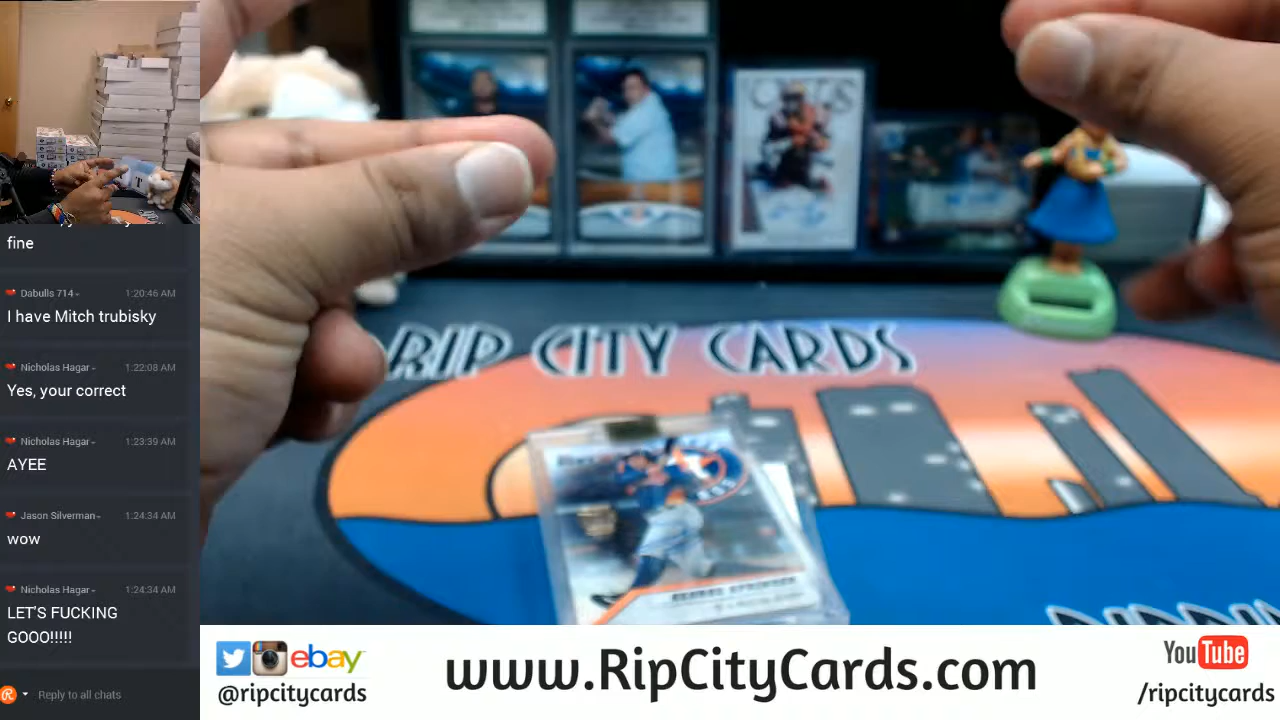 fine
Dabulls 714
1:20:46 AM
I have Mitch trubisky
Nicholas Hagar
1:22:08 AM
Yes, your correct
Nicholas Hagar
1:23:39 AM
AYEE
Jason Silverman
1:24:34 AM
wow
Nicholas Hagar
1:24:34 AM
LET'S FUCKING
GOOO!!!!!
Reply to all chats
RIP CITY CARDS
ebay
@ripcitycards
www.RipCityCards.com
YouTube
/ripcitycards